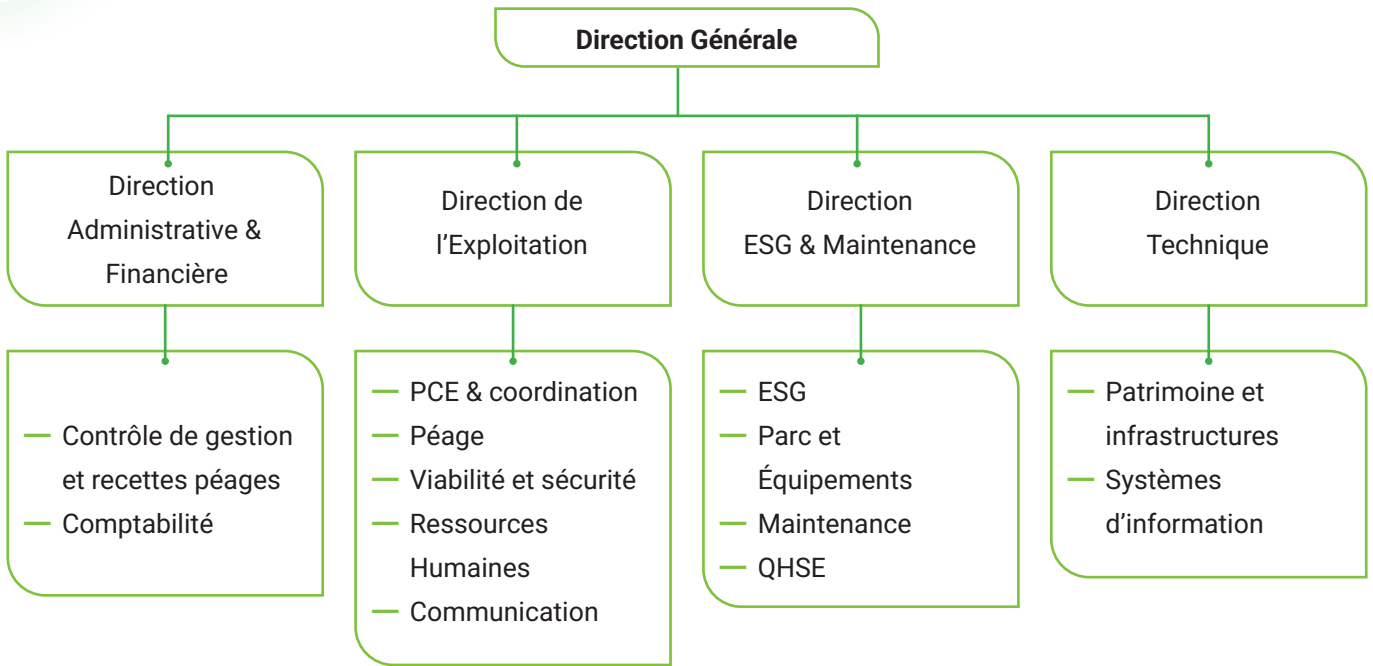 Direction Générale
Direction
Administrative &
Financière
Direction de
l’Exploitation
Direction
ESG & Maintenance
Direction
Technique
— Contrôle de gestion
et recettes péages
— Comptabilité
— PCE & coordination
— Péage
— Viabilité et sécurité
— Ressources
Humaines
— Communication
— ESG
— Parc et
Équipements
— Maintenance
— QHSE
— Patrimoine et
infrastructures
— Systèmes
d’information